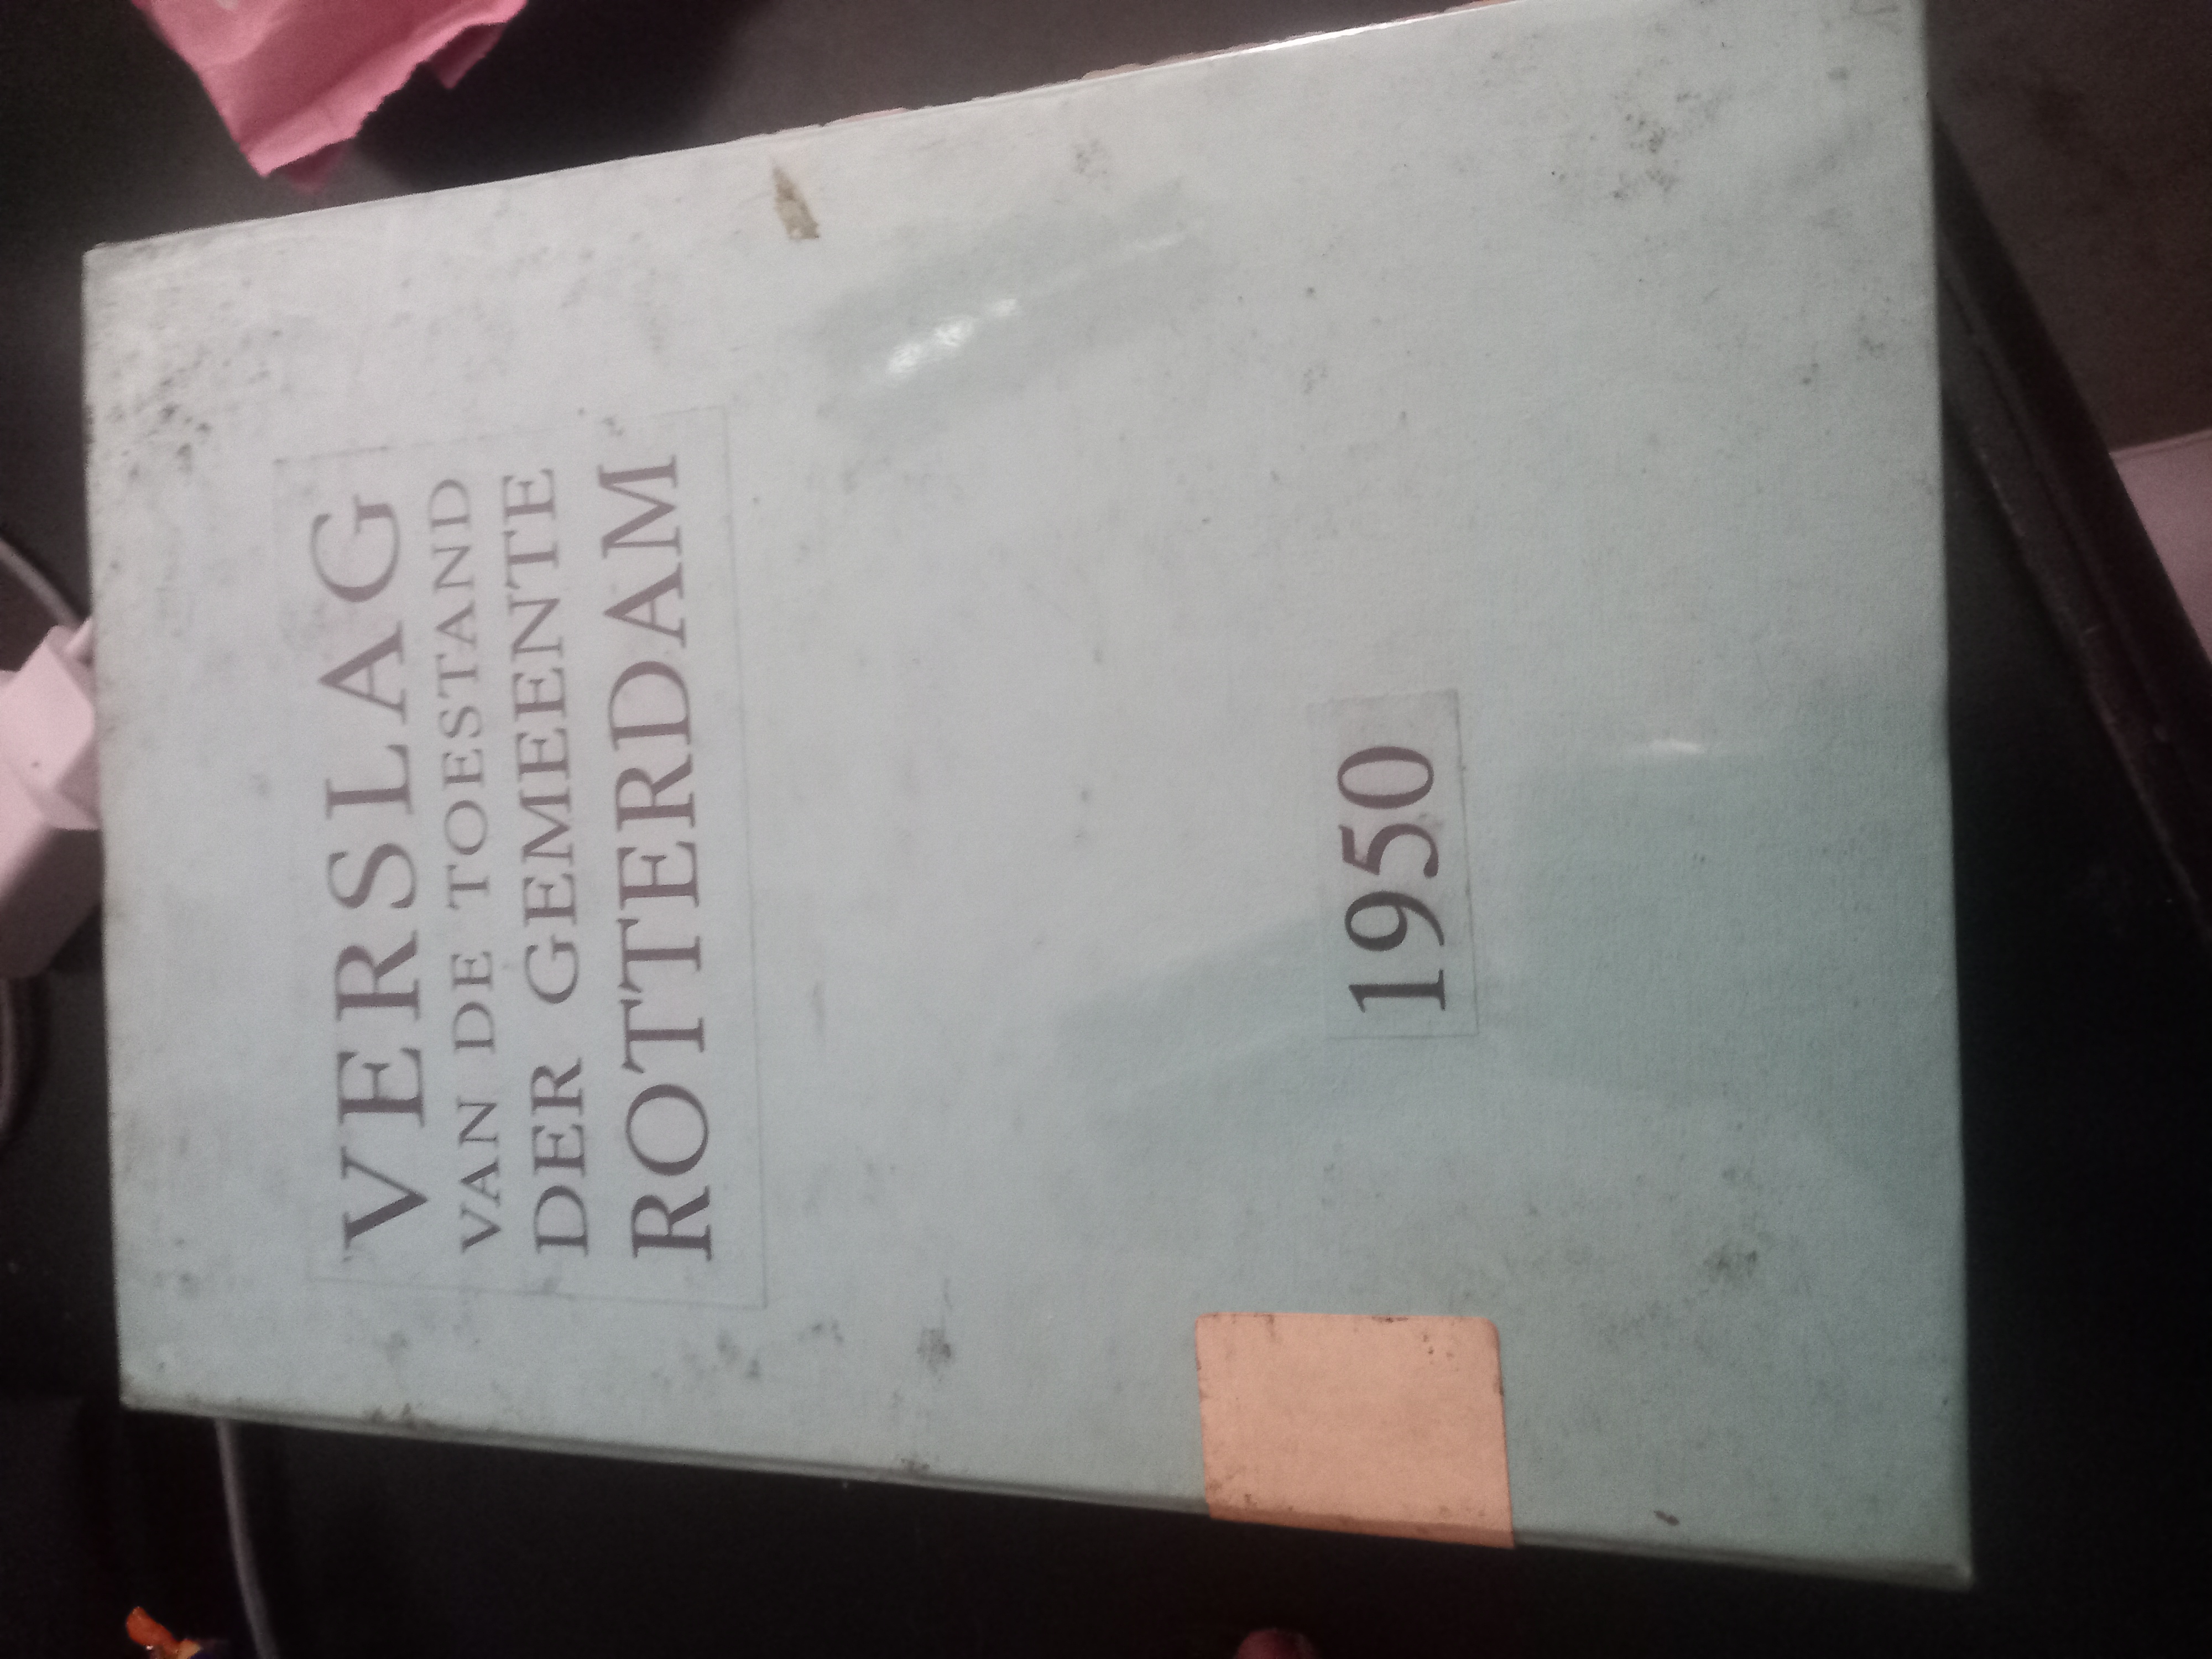 VERSLAG
VAN DE TOESTAND
DER GEMEENTE
ROTTERDAM
1950